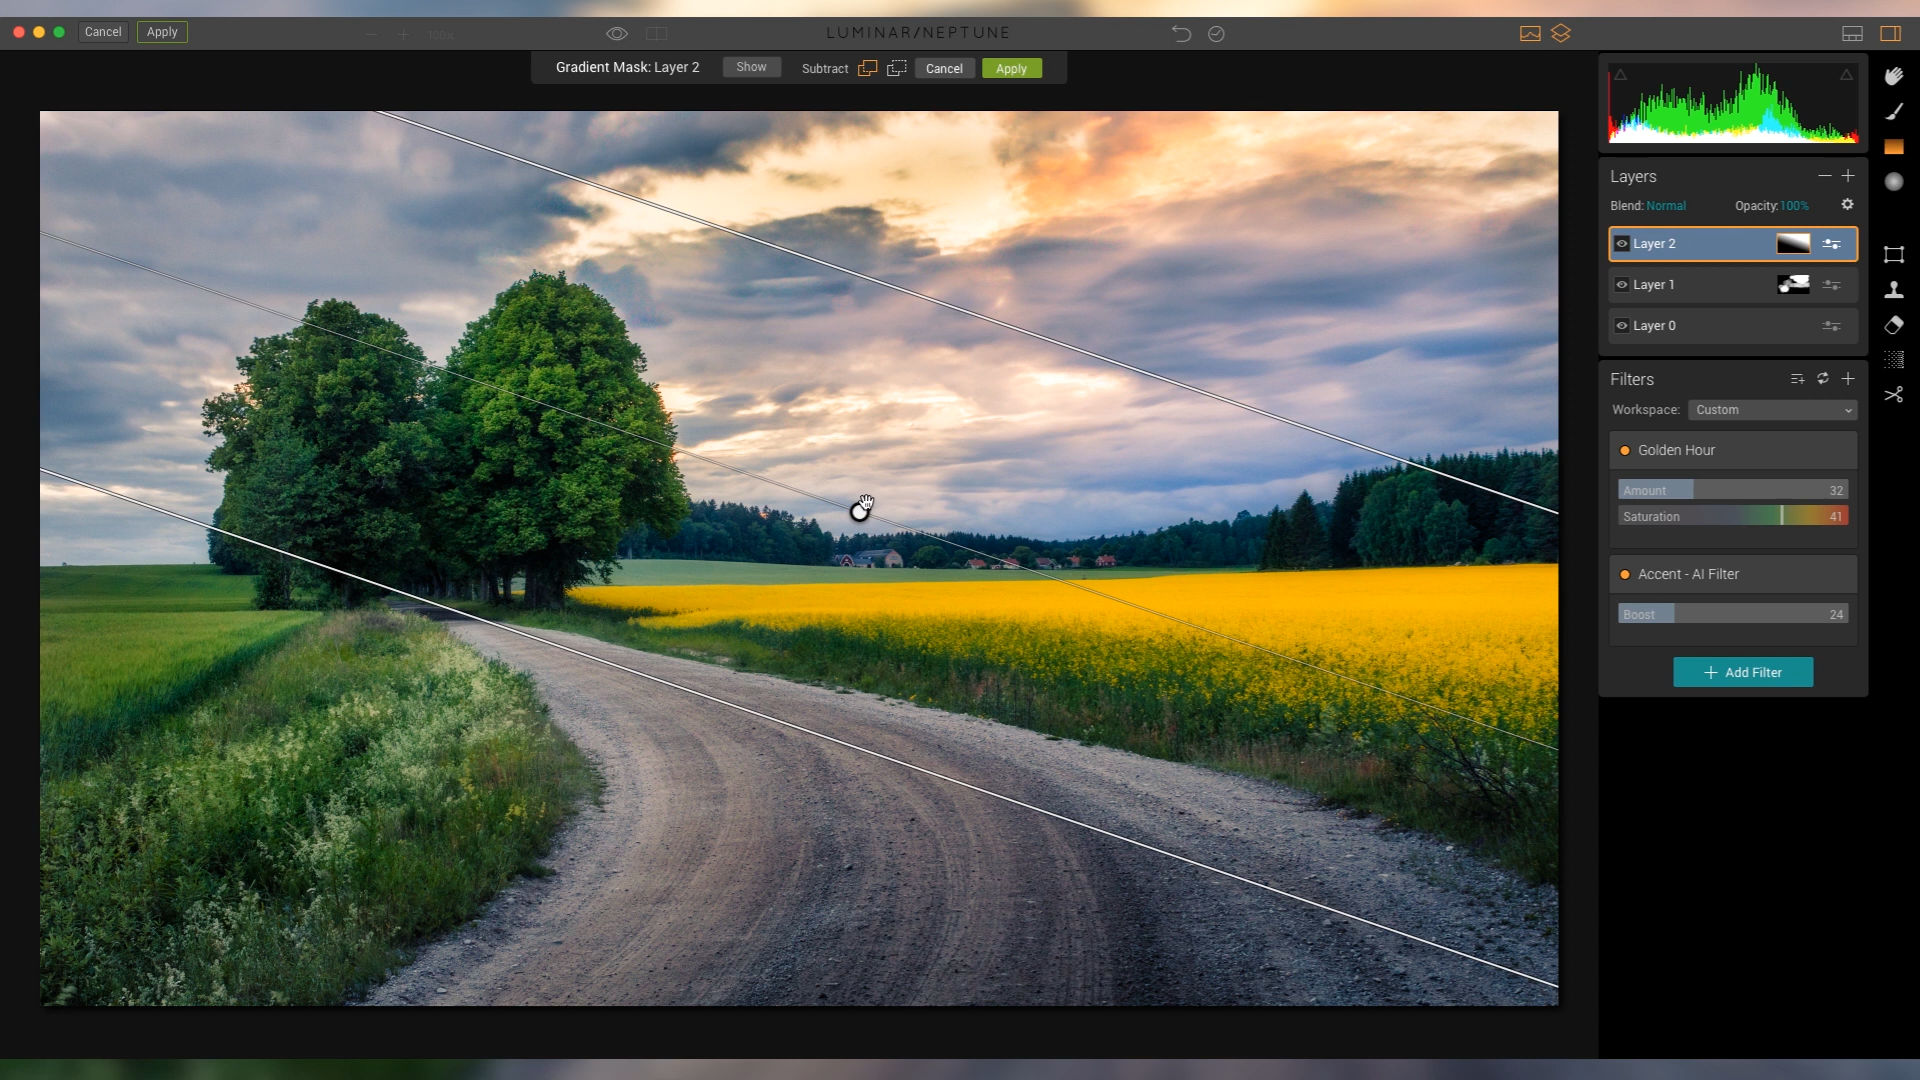 Cancel Apply 100% LUMINAR/NEPTUNE
Gradient Mask: Layer 2 Show Subtract Cancel Apply
Layers
Blend: Normal Opacity: 100%
Layer 2
Layer 1
Layer 0
Filters
Workspace: Custom
Golden Hour
Amount 32
Saturation 41
Accent - AI Filter
Boost 24
Add Filter